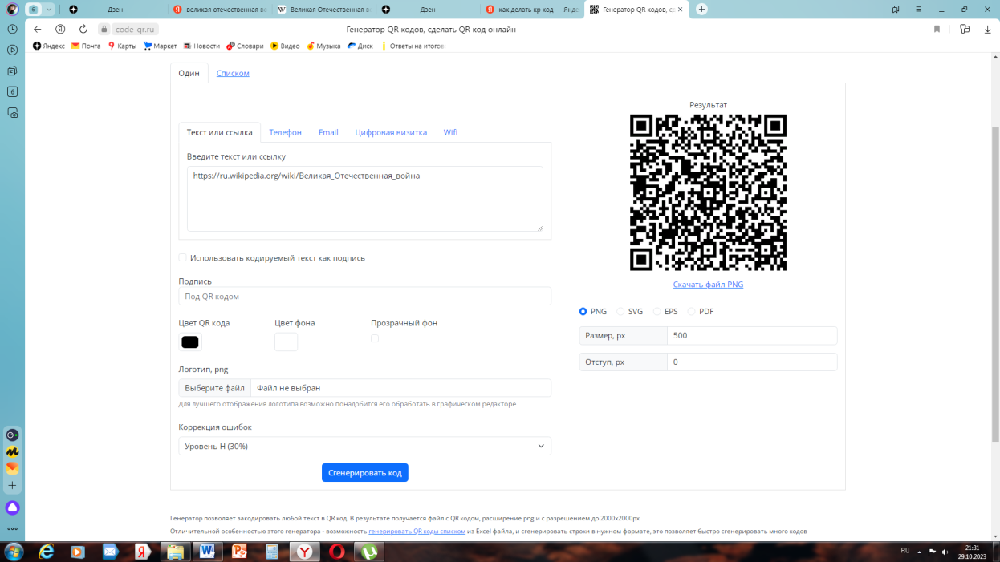 6
Дзен
великая отечественная во
Великая Отечественная в
Дзен
как делать кр код — Янде
Генератор QR кодов, сд
code-qr.ru
Генератор QR кодов, сделать QR код онлайн
Яндекс Почта Карты Маркет Новости Словари Видео Музыка Диск Ответы на итогов
6
Один Списком
Результат
Текст или ссылка Телефон Email Цифровая визитка Wifi
Введите текст или ссылку
https://ru.wikipedia.org/wiki/Великая_Отечественная_война
Использовать кодируемый текст как подпись
Подпись
Под QR кодом
Скачать файл PNG
PNG SVG EPS PDF
Цвет QR кода Цвет фона Прозрачный фон
Размер, px 500
Отступ, px 0
Логотип, png
Выберите файл Файл не выбран
Для лучшего отображения логотипа возможно понадобится его обработать в графическом редакторе
Коррекция ошибок
Уровень H (30%)
Сгенерировать код
Генератор позволяет закодировать любой текст в QR код. В результате получается файл с QR кодом, расширение png и с разрешением до 2000x2000px
Отличительной особенностью этого генератора - возможность генерировать QR коды списком из Excel файла, и сгенерировать строки в нужном формате, это позволяет быстро сгенерировать много кодов
RU
21:31
29.10.2023